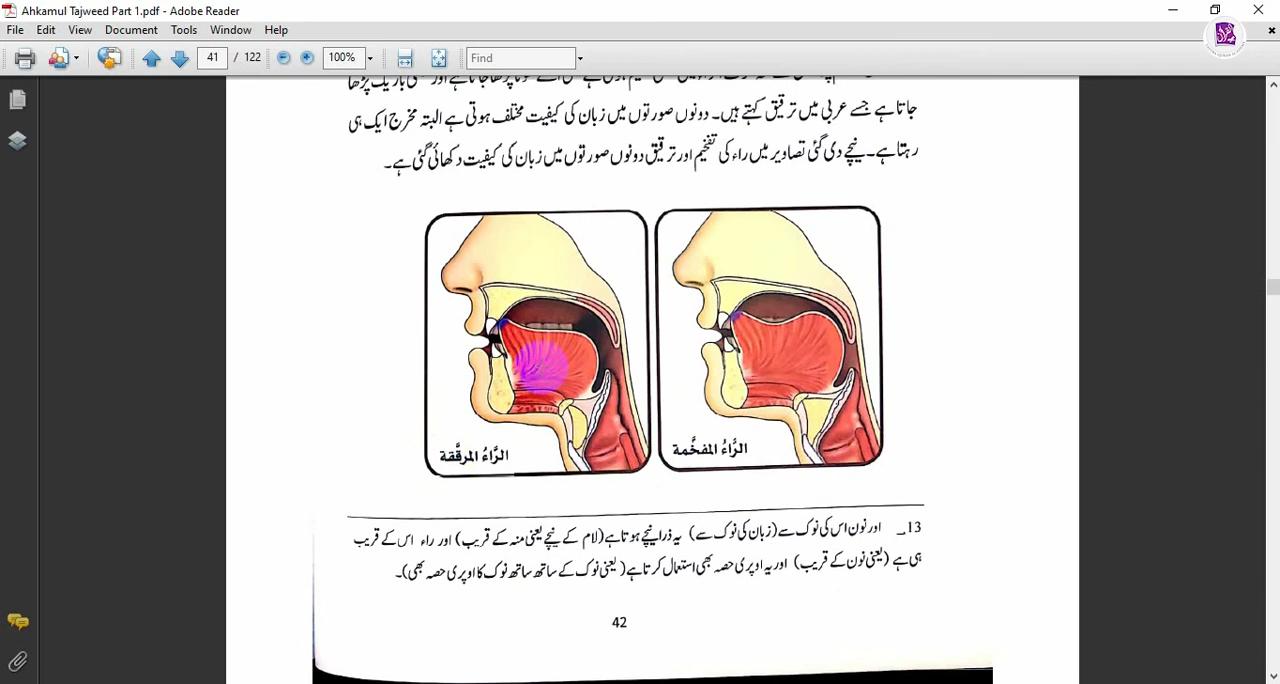 Ahkamul Tajweed Part 1.pdf - Adobe Reader
File Edit View Document Tools Window Help
41 / 122 100% Find
جاتا ہے جسے عربی میں ترقیق کہتے ہیں۔ دونوں صورتوں میں زبان کی کیفیت مختلف ہوتی ہے البتہ مخرج ایک ہی
رہتا ہے۔ نیچے دی گئی تصاویر میں راء کی تفخیم اور ترقیق دونوں صورتوں میں زبان کی کیفیت دکھائی گئی ہے۔
الرَّاءُ المفخَّمة
الرَّاءُ المرقَّقة
13_ اور نون اس کی نوک سے (زبان کی نوک سے) یہ ذرا نیچے ہوتا ہے (لام کے نیچے یعنی منہ کے قریب) اور راء اس کے قریب
ہی ہے (یعنی نون کے قریب) اور یہ اوپری حصہ بھی استعمال کرتا ہے (یعنی نوک کے ساتھ ساتھ نوک کا اوپری حصہ بھی)۔
42